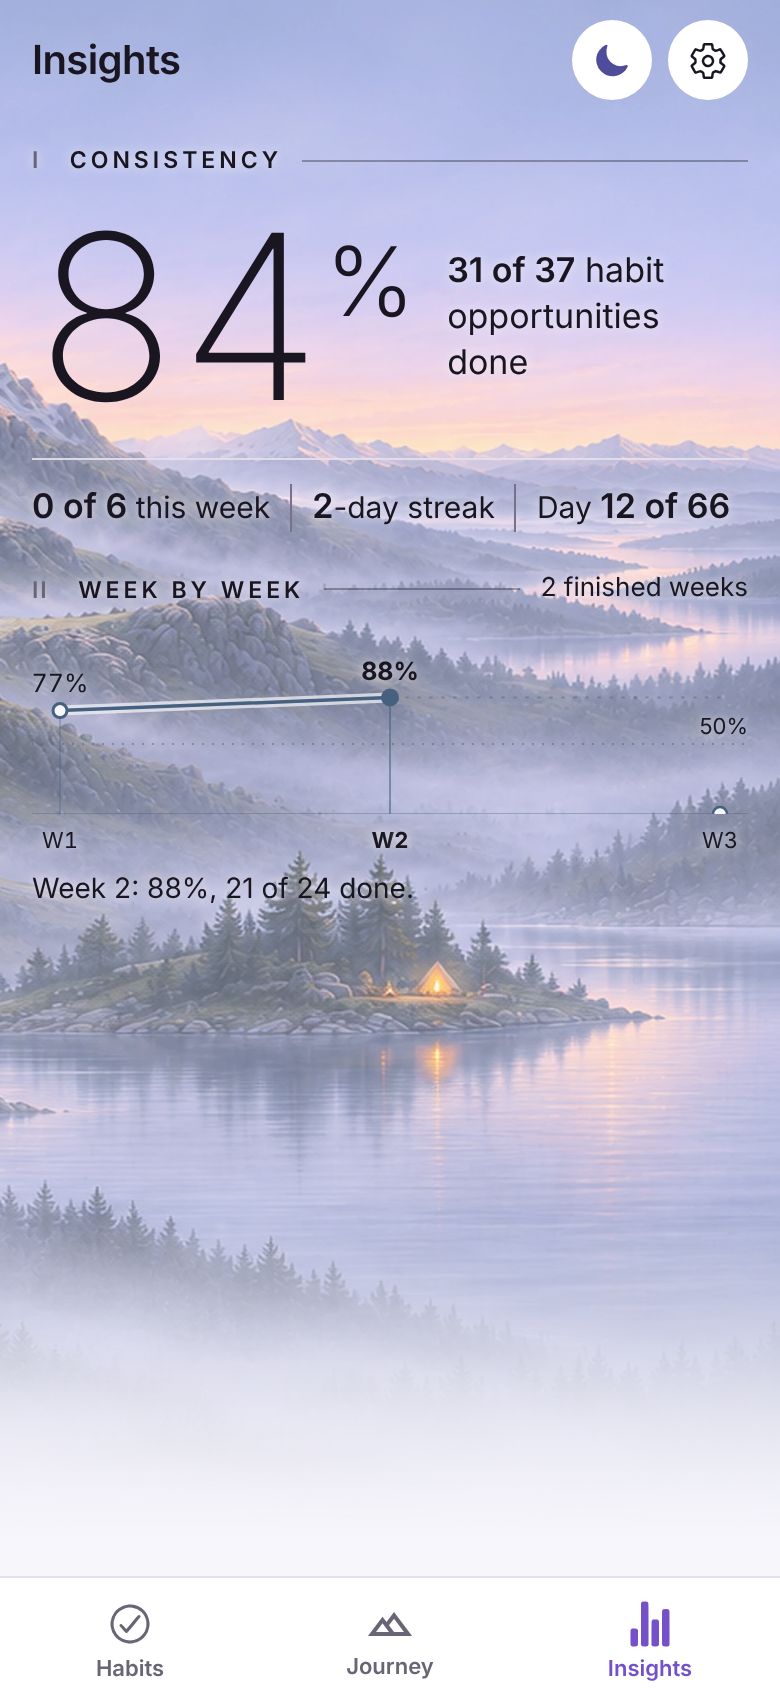 Insights
I CONSISTENCY
84%
31 of 37 habit
opportunities
done
0 of 6 this week
2-day streak
Day 12 of 66
II WEEK BY WEEK
2 finished weeks
77%
88%
50%
W1
W2
W3
Week 2: 88%, 21 of 24 done.
Habits
Journey
Insights